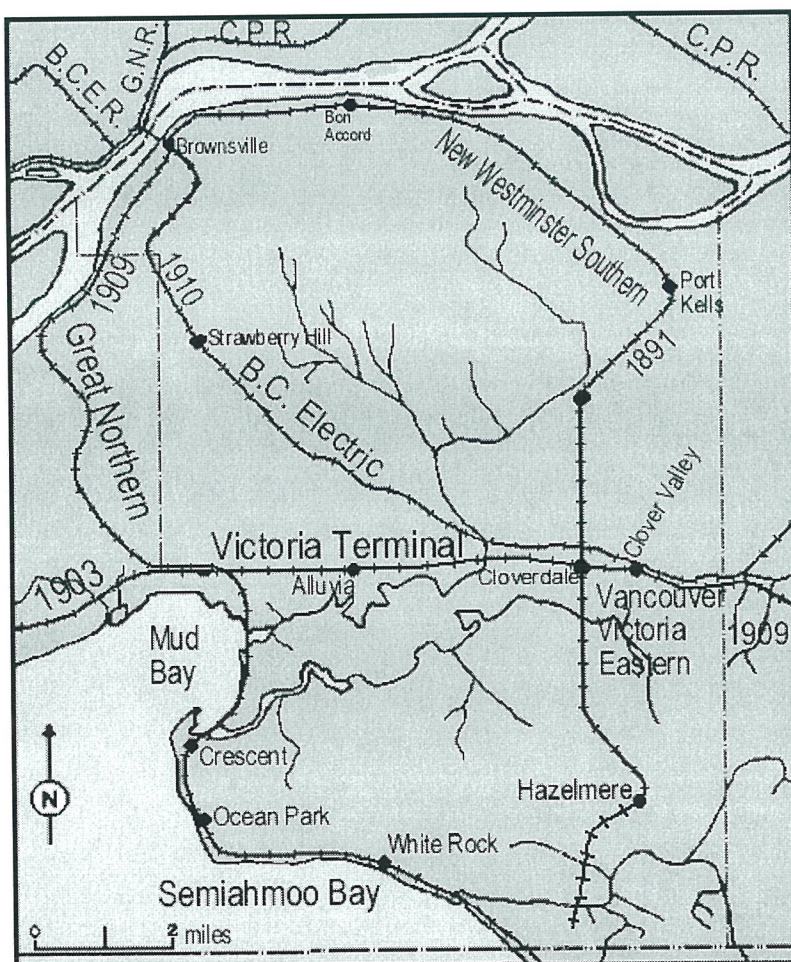 C.P.R.
G.N.R.
B.C.E.R.
C.P.R.
Bon
Accord
Brownsville
New Westminster Southern
1909
1910
Port
Kells
Strawberry Hill
1891
Great Northern
B.C. Electric
Clover Valley
Victoria Terminal
1903
Alluvia
Cloverdale
Vancouver
Victoria
Eastern
1909
Mud
Bay
Crescent
N
Hazelmere
Ocean Park
White Rock
Semiahmoo Bay
0 2 miles